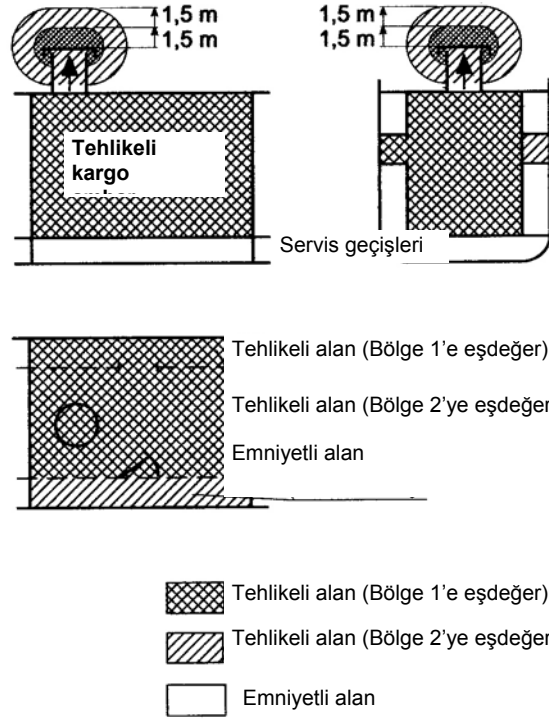 1,5 m
1,5 m
1,5 m
1,5 m
Tehlikeli
kargo
Servis geçişleri
Tehlikeli alan (Bölge 1’e eşdeğer)
Tehlikeli alan (Bölge 2’ye eşdeğer
Emniyetli alan
Tehlikeli alan (Bölge 1’e eşdeğer)
Tehlikeli alan (Bölge 2’ye eşdeğer
Emniyetli alan